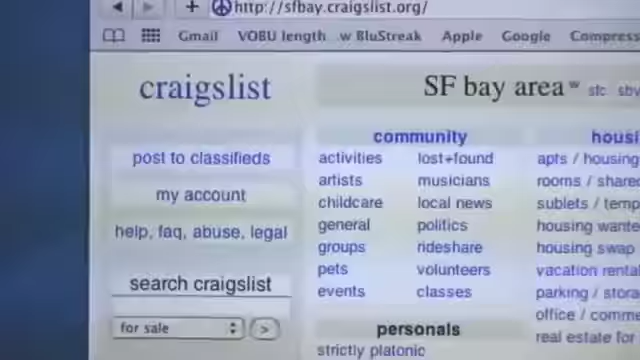 + http://sfbay.craigslist.org/
Gmail VOBU length ...w BluStreak Apple Google Compress
craigslist
SF bay area w sfc sby
post to classifieds
my account
help, faq, abuse, legal
search craigslist
for sale >
community
activities lost+found
artists musicians
childcare local news
general politics
groups rideshare
pets volunteers
events classes
personals
strictly platonic
housi
apts / housing
rooms / share
sublets / temp
housing wante
housing swap
vacation renta
parking / stora
office / comme
real estate for